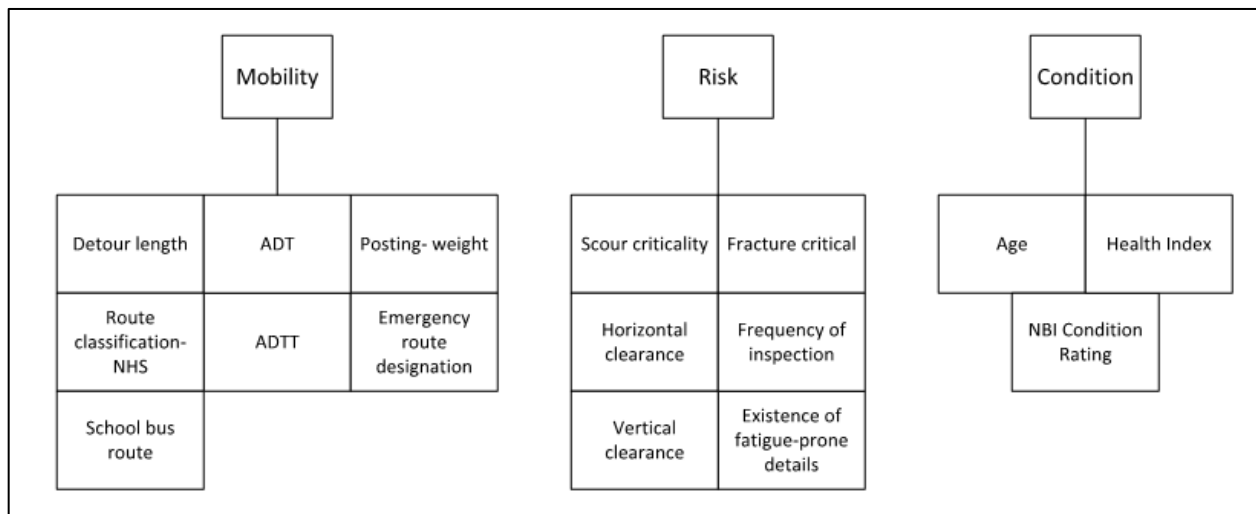 Mobility
Detour length
ADT
Posting- weight
Route
classification-
NHS
ADTT
Emergency
route
designation
School bus
route
Risk
Scour criticality
Fracture critical
Horizontal
clearance
Frequency of
inspection
Vertical
clearance
Existence of
fatigue-prone
details
Condition
Age
Health Index
NBI Condition
Rating